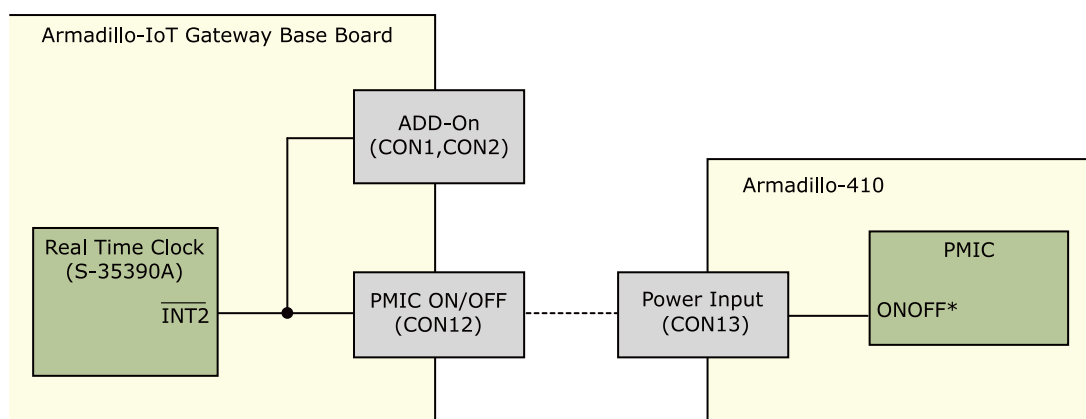 Armadillo-IoT Gateway Base Board
ADD-On
(CON1,CON2)
Armadillo-410
Real Time Clock
(S-35390A)
INT2
PMIC ON/OFF
(CON12)
Power Input
(CON13)
PMIC
ONOFF*